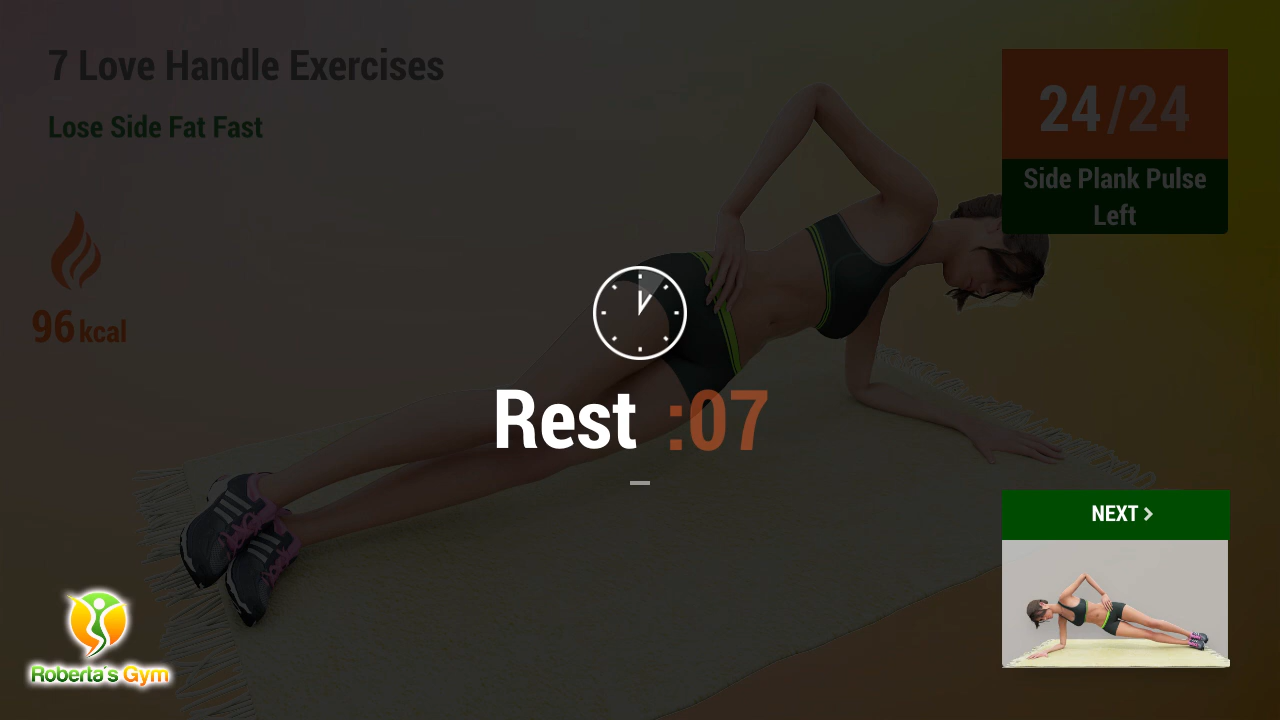 7 Love Handle Exercises
Lose Side Fat Fast
24/24
Side Plank Pulse
Left
96 kcal
Rest :07
NEXT >
Roberta's Gym